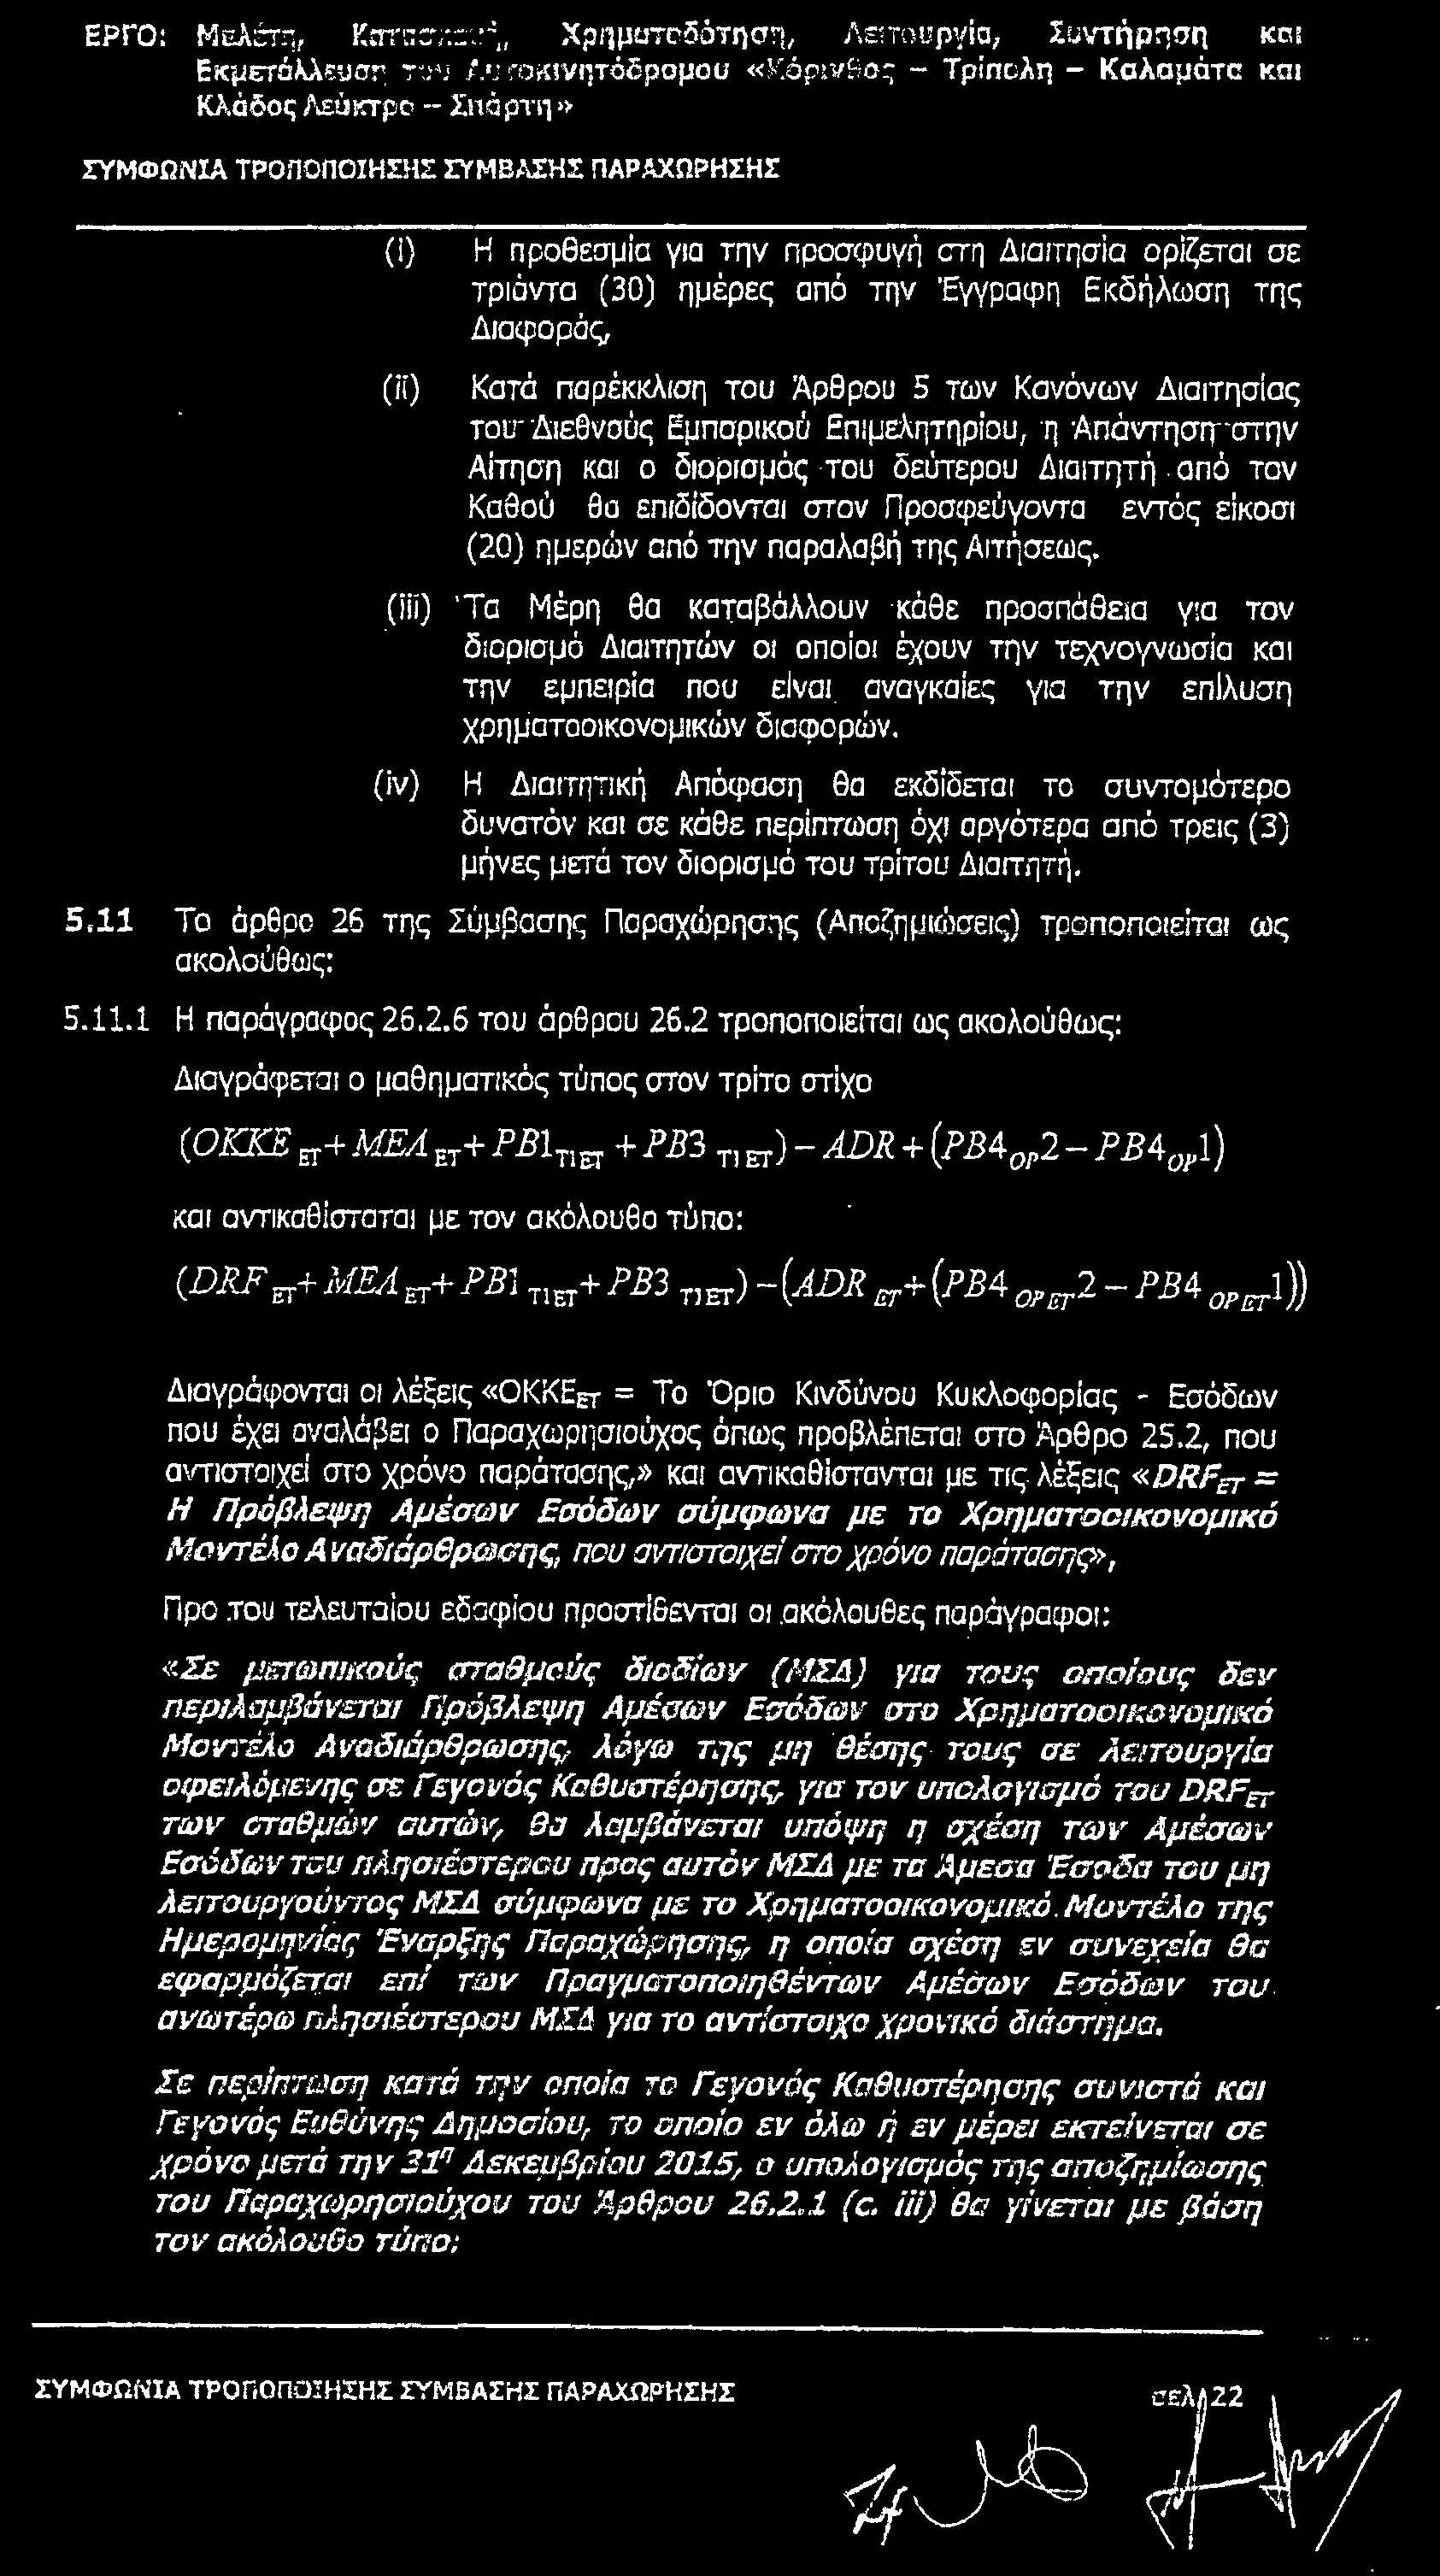 ΕΡΓΟ: Μελέτη, Κατασκευή, Χρηματοδότηση, Λειτουργία, Συντήρηση και
Εκμετάλλευση του Αυτοκινητόδρομου «Κόρινθος – Τρίπολη – Καλαμάτα και
Κλάδος Λεύκτρο – Σπάρτη»
ΣΥΜΦΩΝΙΑ ΤΡΟΠΟΠΟΙΗΣΗΣ ΣΥΜΒΑΣΗΣ ΠΑΡΑΧΩΡΗΣΗΣ
(i) Η προθεσμία για την προσφυγή στη Διαιτησία ορίζεται σε
τριάντα (30) ημέρες από την Έγγραφη Εκδήλωση της
Διαφοράς,
(ii) Κατά παρέκκλιση του Άρθρου 5 των Κανόνων Διαιτησίας
του Διεθνούς Εμπορικού Επιμελητηρίου, η Απάντηση στην
Αίτηση και ο διορισμός του δεύτερου Διαιτητή από τον
Καθού θα επιδίδονται στον Προσφεύγοντα εντός είκοσι
(20) ημερών από την παραλαβή της Αιτήσεως.
(iii) Τα Μέρη θα καταβάλλουν κάθε προσπάθεια για τον
διορισμό Διαιτητών οι οποίοι έχουν την τεχνογνωσία και
την εμπειρία που είναι αναγκαίες για την επίλυση
χρηματοοικονομικών διαφορών.
(iv) Η Διαιτητική Απόφαση θα εκδίδεται το συντομότερο
δυνατόν και σε κάθε περίπτωση όχι αργότερα από τρεις (3)
μήνες μετά τον διορισμό του τρίτου Διαιτητή.
5.11 Το άρθρο 26 της Σύμβασης Παραχώρησης (Αποζημιώσεις) τροποποιείται ως
ακολούθως:
5.11.1 Η παράγραφος 26.2.6 του άρθρου 26.2 τροποποιείται ως ακολούθως:
Διαγράφεται ο μαθηματικός τύπος στον τρίτο στίχο
(ΟΚΚΕ ΕΤ+ ΜΕΛ ΕΤ+ PB1 Τ1ΕΤ + PB3 Τ1ΕΤ) – ADR + (PB4 OP 2 – PB4 OP 1)
και αντικαθίσταται με τον ακόλουθο τύπο:
(DRF ΕΤ+ ΜΕΛ ΕΤ+ PB1 Τ1ΕΤ+ PB3 Τ1ΕΤ) –(ADR ΕΤ+ (PB4 OP ΕΤ 2 – PB4 OP ΕΤ 1))
Διαγράφονται οι λέξεις «ΟΚΚΕΕΤ = Το Όριο Κινδύνου Κυκλοφορίας - Εσόδων
που έχει αναλάβει ο Παραχωρησιούχος όπως προβλέπεται στο Άρθρο 25.2, που
αντιστοιχεί στο χρόνο παράτασης,» και αντικαθίστανται με τις λέξεις «DRFΕΤ =
Η Πρόβλεψη Αμέσων Εσόδων σύμφωνα με το Χρηματοοικονομικό
Μοντέλο Αναδιάρθρωσης, που αντιστοιχεί στο χρόνο παράτασης»,
Προ του τελευταίου εδαφίου προστίθενται οι ακόλουθες παράγραφοι:
«Σε μετωπικούς σταθμούς διοδίων (ΜΣΔ) για τους οποίους δεν
περιλαμβάνεται Πρόβλεψη Αμέσων Εσόδων στο Χρηματοοικονομικό
Μοντέλο Αναδιάρθρωσης, λόγω της μη θέσης τους σε λειτουργία
οφειλόμενης σε Γεγονός Καθυστέρησης, για τον υπολογισμό του DRFΕΤ
των σταθμών αυτών, θα λαμβάνεται υπόψη η σχέση των Αμέσων
Εσόδων του πλησιέστερου προς αυτόν ΜΣΔ με τα Άμεσα Έσοδα του μη
λειτουργούντος ΜΣΔ σύμφωνα με το Χρηματοοικονομικό Μοντέλο της
Ημερομηνίας Έναρξης Παραχώρησης, η οποία σχέση εν συνεχεία θα
εφαρμόζεται επί των Πραγματοποιηθέντων Αμέσων Εσόδων του
ανωτέρω πλησιέστερου ΜΣΔ για το αντίστοιχο χρονικό διάστημα.
Σε περίπτωση κατά την οποία το Γεγονός Καθυστέρησης συνιστά και
Γεγονός Ευθύνης Δημοσίου, το οποίο εν όλω ή εν μέρει εκτείνεται σε
χρόνο μετά την 31η Δεκεμβρίου 2015, ο υπολογισμός της αποζημίωσης
του Παραχωρησιούχου του Άρθρου 26.2.1 (c. iii) θα γίνεται με βάση
τον ακόλουθο τύπο:
ΣΥΜΦΩΝΙΑ ΤΡΟΠΟΠΟΙΗΣΗΣ ΣΥΜΒΑΣΗΣ ΠΑΡΑΧΩΡΗΣΗΣ σελ 22